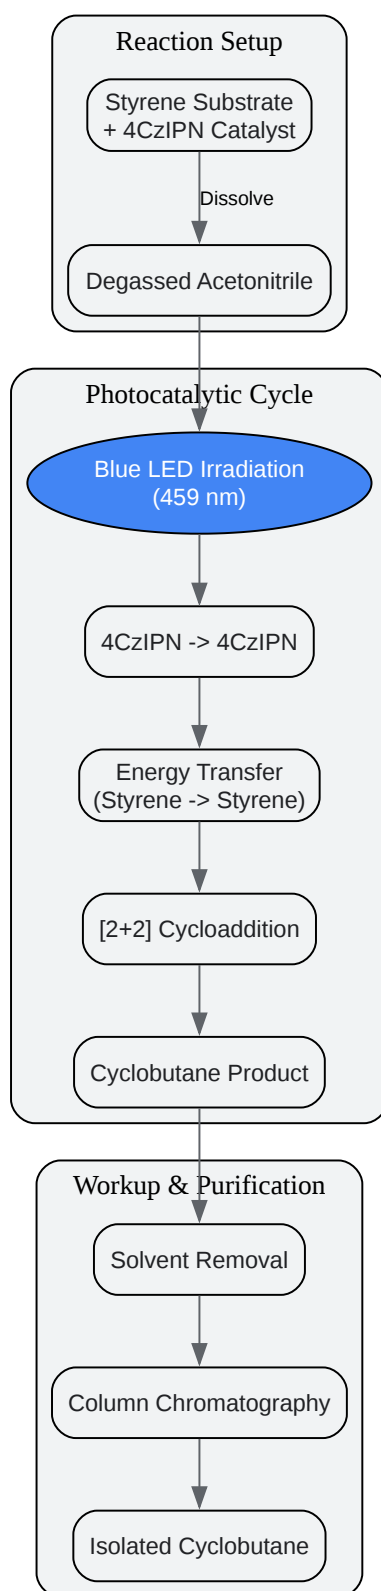 Reaction Setup
Styrene Substrate
+ 4CzIPN Catalyst
Dissolve
Degassed Acetonitrile
Photocatalytic Cycle
Blue LED Irradiation
(459 nm)
4CzIPN -> 4CzIPN
Energy Transfer
(Styrene -> Styrene)
[2+2] Cycloaddition
Cyclobutane Product
Workup & Purification
Solvent Removal
Column Chromatography
Isolated Cyclobutane